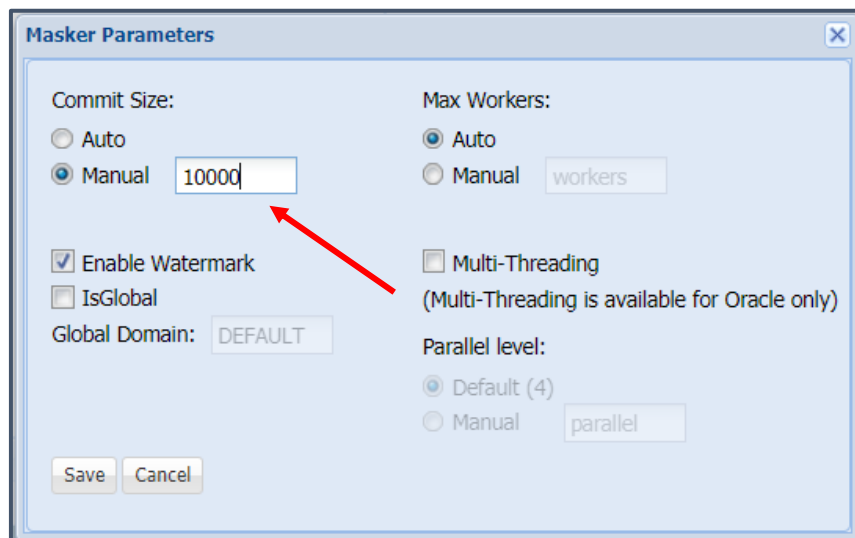 Masker Parameters
Commit Size:
Auto
Manual 10000
Max Workers:
Auto
Manual workers
Enable Watermark
IsGlobal
Global Domain: DEFAULT
Multi-Threading
(Multi-Threading is available for Oracle only)
Parallel level:
Default (4)
Manual parallel
Save Cancel